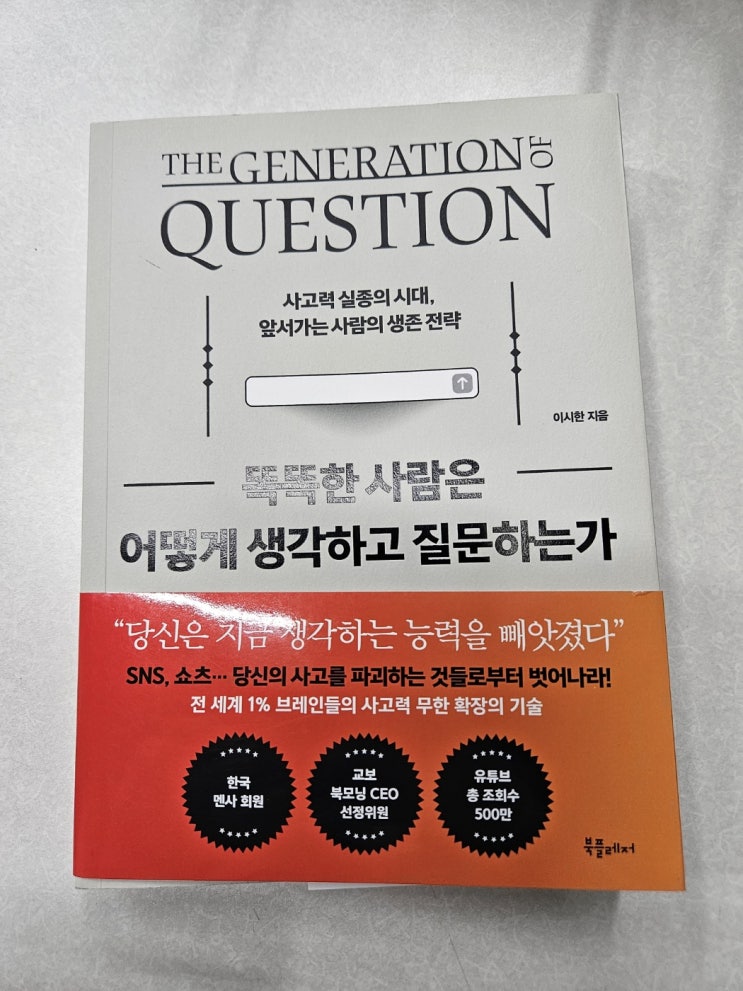 THE GENERATION OF
QUESTION
사고력 실종의 시대,
앞서가는 사람의 생존 전략
이시한 지음
똑똑한 사람은
어떻게 생각하고 질문하는가
“당신은 지금 생각하는 능력을 빼앗겼다”
SNS, 쇼츠… 당신의 사고를 파괴하는 것들로부터 벗어나라!
전 세계 1% 브레인들의 사고력 무한 확장의 기술
한국
멘사 회원
교보
북모닝 CEO
선정위원
유튜브
총 조회수
500만
북플레저